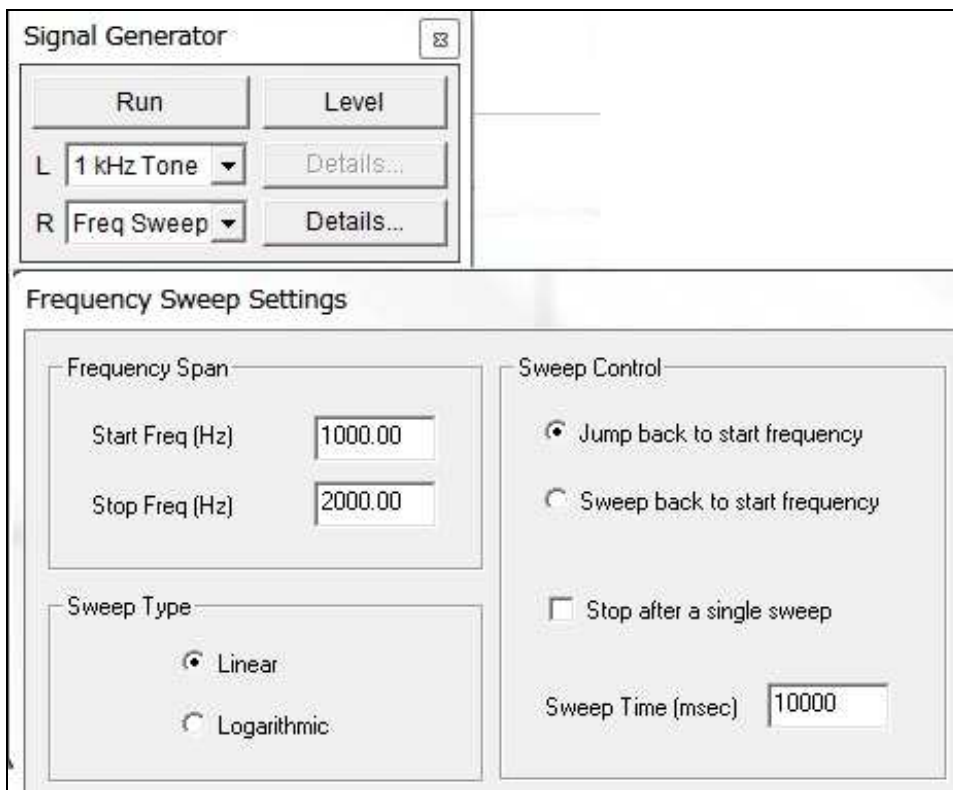 Signal Generator
Run Level
L 1 kHz Tone Details...
R Freq Sweep Details...
Frequency Sweep Settings
Frequency Span
Start Freq (Hz) 1000.00
Stop Freq (Hz) 2000.00
Sweep Type
Linear
Logarithmic
Sweep Control
Jump back to start frequency
Sweep back to start frequency
Stop after a single sweep
Sweep Time (msec) 10000